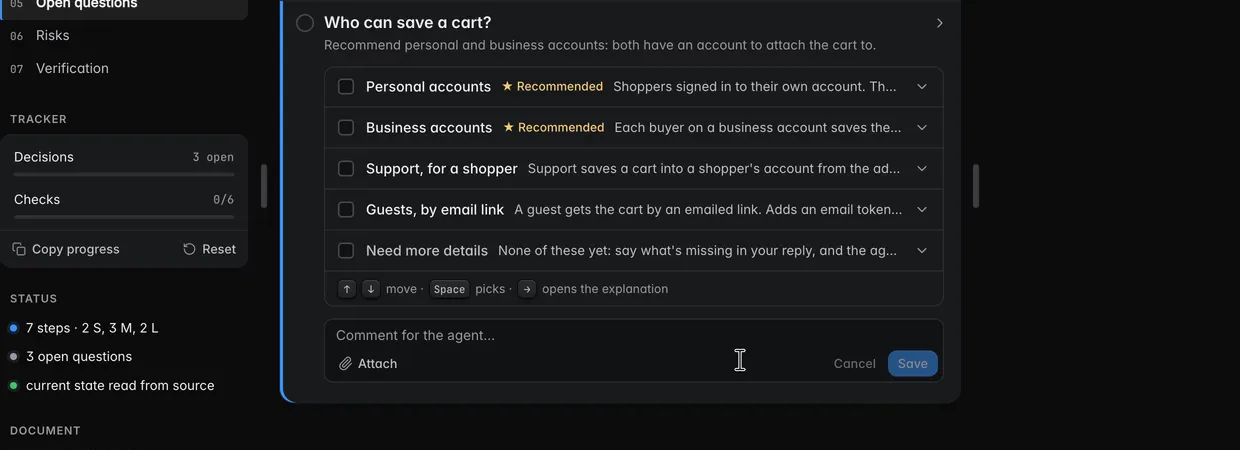 05 Open questions
06 Risks
07 Verification
TRACKER
Decisions 3 open
Checks 0/6
Copy progress Reset
STATUS
7 steps · 2 S, 3 M, 2 L
3 open questions
current state read from source
DOCUMENT
Who can save a cart?
Recommend personal and business accounts: both have an account to attach the cart to.
Personal accounts ★ Recommended Shoppers signed in to their own account. Th...
Business accounts ★ Recommended Each buyer on a business account saves the...
Support, for a shopper Support saves a cart into a shopper's account from the ad...
Guests, by email link A guest gets the cart by an emailed link. Adds an email token...
Need more details None of these yet: say what's missing in your reply, and the ag...
↑ ↓ move · Space picks · → opens the explanation
Comment for the agent...
Attach Cancel Save